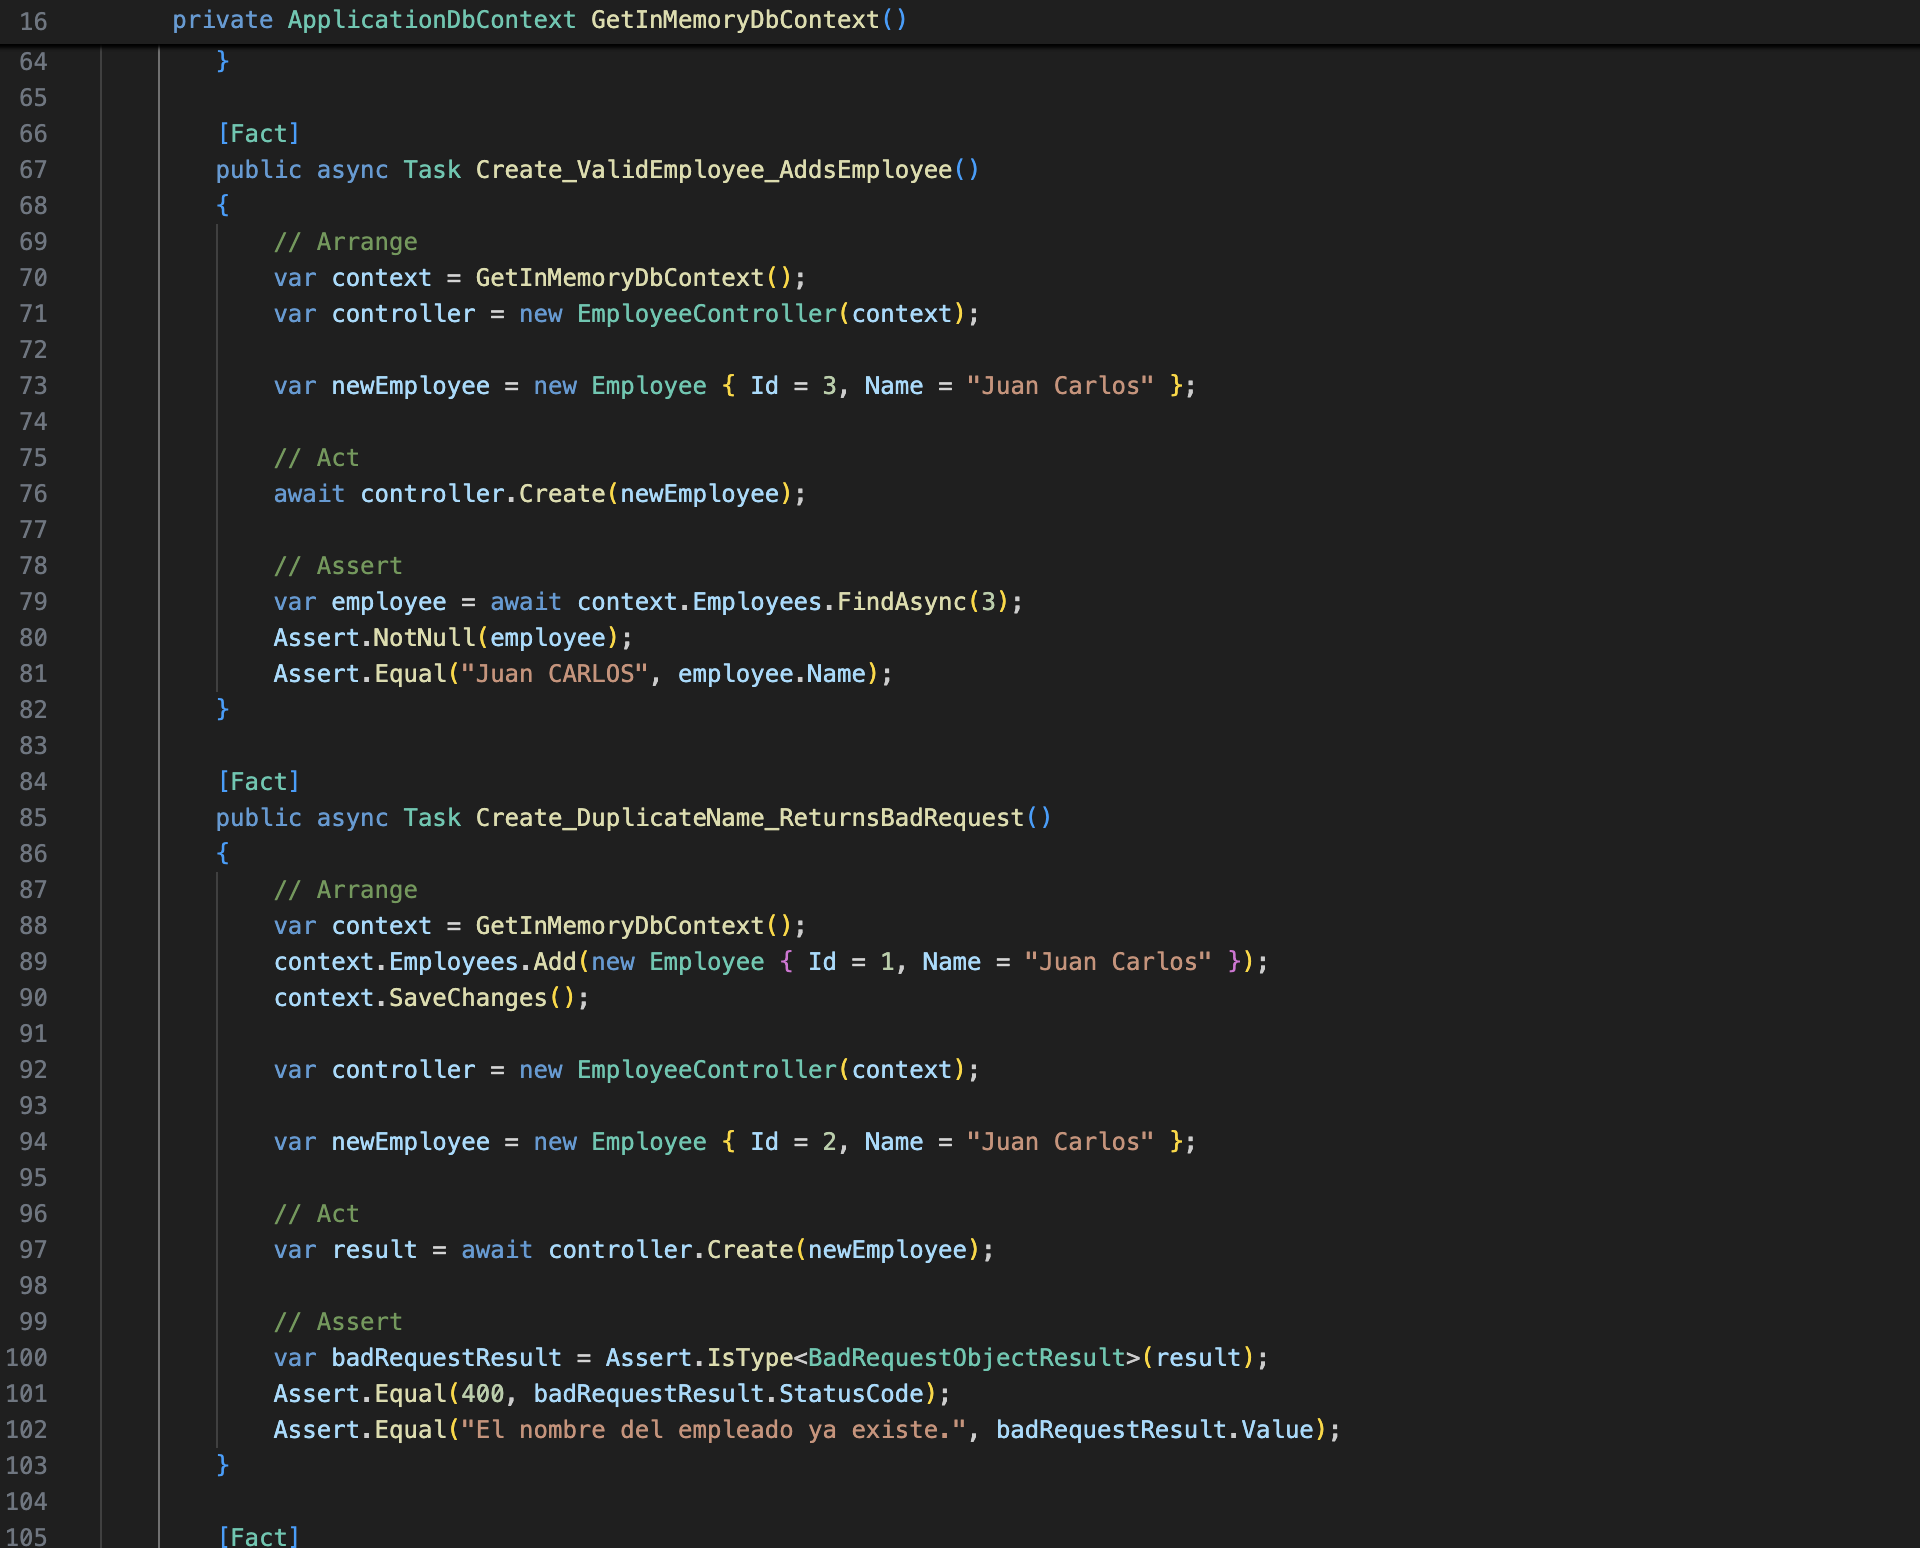 16 private ApplicationDbContext GetInMemoryDbContext()
64 }
65
66 [Fact]
67 public async Task Create_ValidEmployee_AddsEmployee()
68 {
69 // Arrange
70 var context = GetInMemoryDbContext();
71 var controller = new EmployeeController(context);
72
73 var newEmployee = new Employee { Id = 3, Name = "Juan Carlos" };
74
75 // Act
76 await controller.Create(newEmployee);
77
78 // Assert
79 var employee = await context.Employees.FindAsync(3);
80 Assert.NotNull(employee);
81 Assert.Equal("Juan CARLOS", employee.Name);
82 }
83
84 [Fact]
85 public async Task Create_DuplicateName_ReturnsBadRequest()
86 {
87 // Arrange
88 var context = GetInMemoryDbContext();
89 context.Employees.Add(new Employee { Id = 1, Name = "Juan Carlos" });
90 context.SaveChanges();
91
92 var controller = new EmployeeController(context);
93
94 var newEmployee = new Employee { Id = 2, Name = "Juan Carlos" };
95
96 // Act
97 var result = await controller.Create(newEmployee);
98
99 // Assert
100 var badRequestResult = Assert.IsType<BadRequestObjectResult>(result);
101 Assert.Equal(400, badRequestResult.StatusCode);
102 Assert.Equal("El nombre del empleado ya existe.", badRequestResult.Value);
103 }
104
105 [Fact]